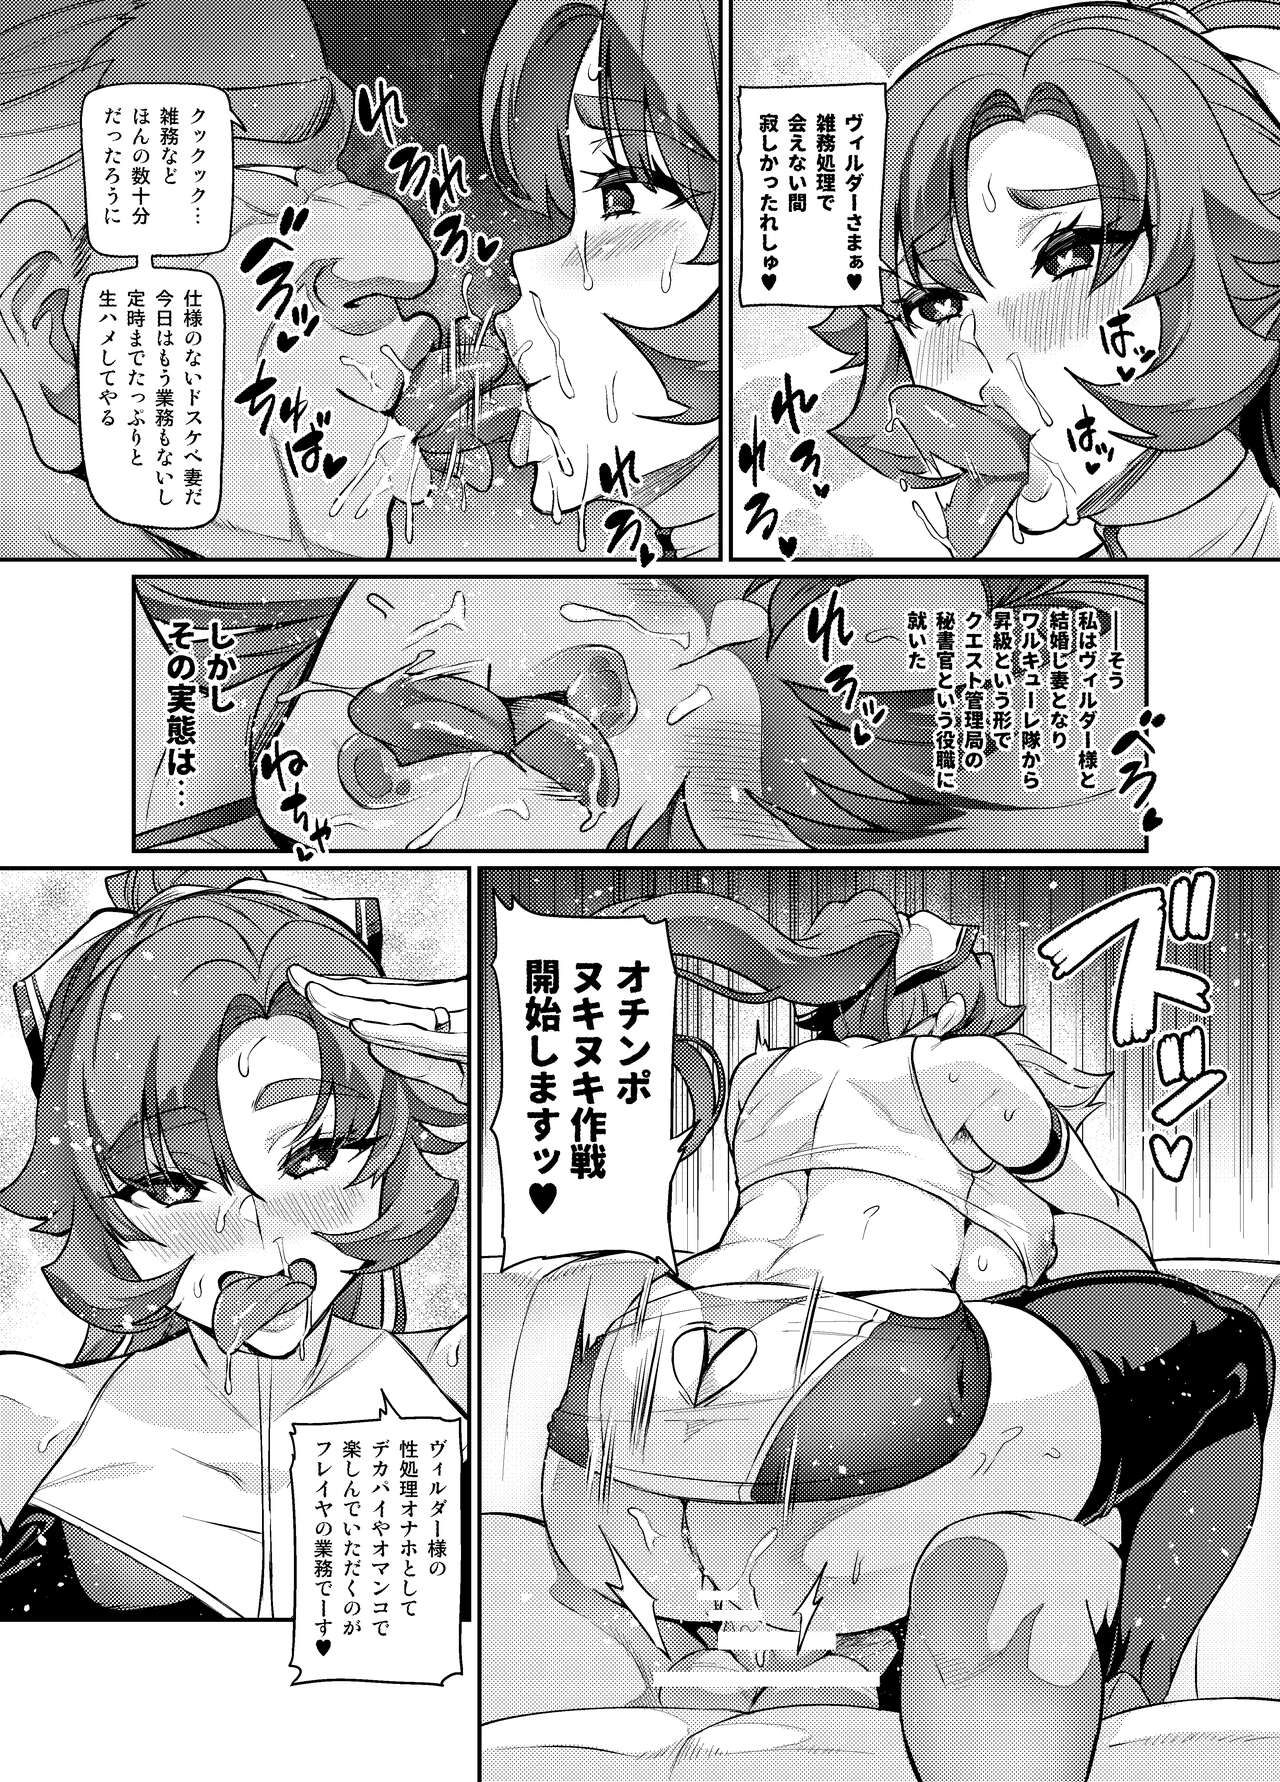 ヴィルダーさまぁ♥
雑務処理で
会えない間
寂しかったれしゅ♥
はッ♥
はッ♥
れろれろ♥
れろれろ♥
べろぉ♥
ちゅばっ♥
れろぉ♥
クックック…
雑務など
ほんの数十分
だったろうに
仕様のないドスケベ妻だ
今日はもう業務もないし
定時までたっぷりと
生ハメしてやる
──そう
私はヴィルダー様と
結婚し妻となり
ワルキューレ隊から
昇級という形で
クエスト管理局の
秘書官という役職に
就いた
べろぉ♥
れろぉ
ねちゃ♥
しかし
その実態は…
ズズッ♡
オチンポ
ヌキヌキ作戦
開始しますッ♥
ヴィルダー様の
性処理オナホとして
デカパイやオマンコで
楽しんでいただくのが
フレイヤの業務でーす♥